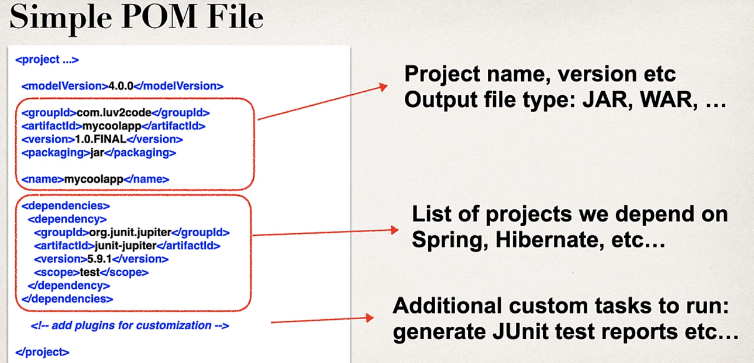 Simple POM File
<project ...>
<modelVersion>4.0.0</modelVersion>
<groupId>com.luv2code</groupId>
<artifactId>mycoolapp</artifactId>
<version>1.0.FINAL</version>
<packaging>jar</packaging>
<name>mycoolapp</name>
<dependencies>
<dependency>
<groupId>org.junit.jupiter</groupId>
<artifactId>junit-jupiter</artifactId>
<version>5.9.1</version>
<scope>test</scope>
</dependency>
</dependencies>
<!-- add plugins for customization -->
</project>
Project name, version etc
Output file type: JAR, WAR, …
List of projects we depend on
Spring, Hibernate, etc…
Additional custom tasks to run:
generate JUnit test reports etc…